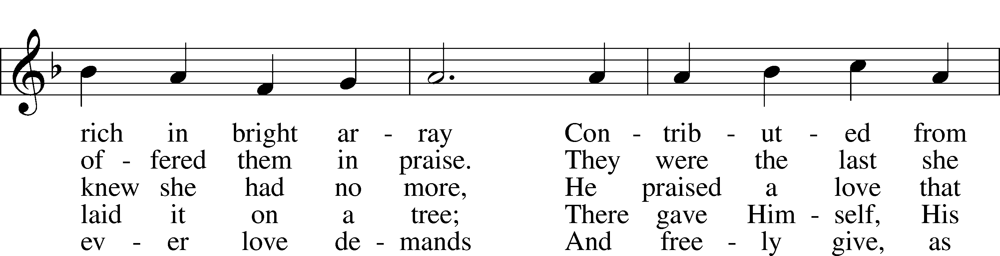 rich in bright ar - ray Con - trib - ut - ed from
of - fered them in praise. They were the last she
knew she had no more, He praised a love that
laid it on a tree; There gave Him - self, His
ev - er love de - mands And free - ly give, as